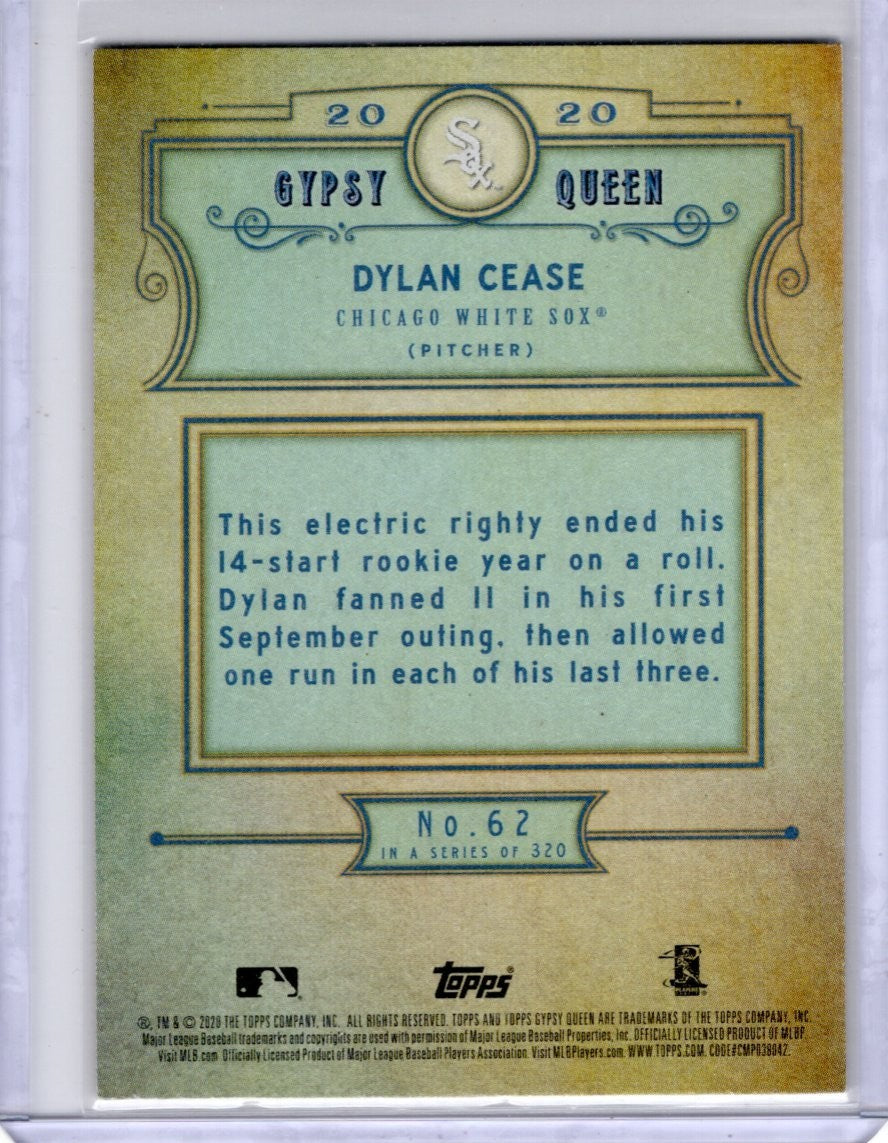 20 20
Sox
GYPSY QUEEN
DYLAN CEASE
CHICAGO WHITE SOX®
(PITCHER)
This electric righty ended his
14-start rookie year on a roll.
Dylan fanned 11 in his first
September outing, then allowed
one run in each of his last three.
No.62
IN A SERIES OF 320
topps®
®, TM & © 2020 THE TOPPS COMPANY, INC. ALL RIGHTS RESERVED. TOPPS AND TOPPS GYPSY QUEEN ARE TRADEMARKS OF THE TOPPS COMPANY, INC.
Major League Baseball trademarks and copyrights are used with permission of Major League Baseball Properties, Inc. OFFICIALLY LICENSED PRODUCT OF MLBP
Visit MLB.com. Officially Licensed Product of Major League Baseball Players Association. Visit MLBPlayers.com. WWW.TOPPS.COM. CODE#CMP038042.